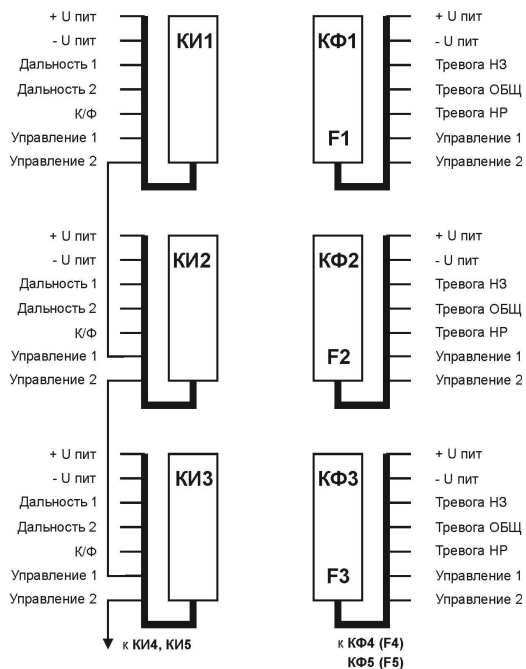 + U пит
- U пит
Дальность 1
Дальность 2
К/Ф
Управление 1
Управление 2
КИ1
КФ1
F1
+ U пит
- U пит
Тревога НЗ
Тревога ОБЩ
Тревога НР
Управление 1
Управление 2
+ U пит
- U пит
Дальность 1
Дальность 2
К/Ф
Управление 1
Управление 2
КИ2
КФ2
F2
+ U пит
- U пит
Тревога НЗ
Тревога ОБЩ
Тревога НР
Управление 1
Управление 2
+ U пит
- U пит
Дальность 1
Дальность 2
К/Ф
Управление 1
Управление 2
КИ3
КФ3
F3
+ U пит
- U пит
Тревога НЗ
Тревога ОБЩ
Тревога НР
Управление 1
Управление 2
к КИ4, КИ5
к КФ4 (F4)
КФ5 (F5)